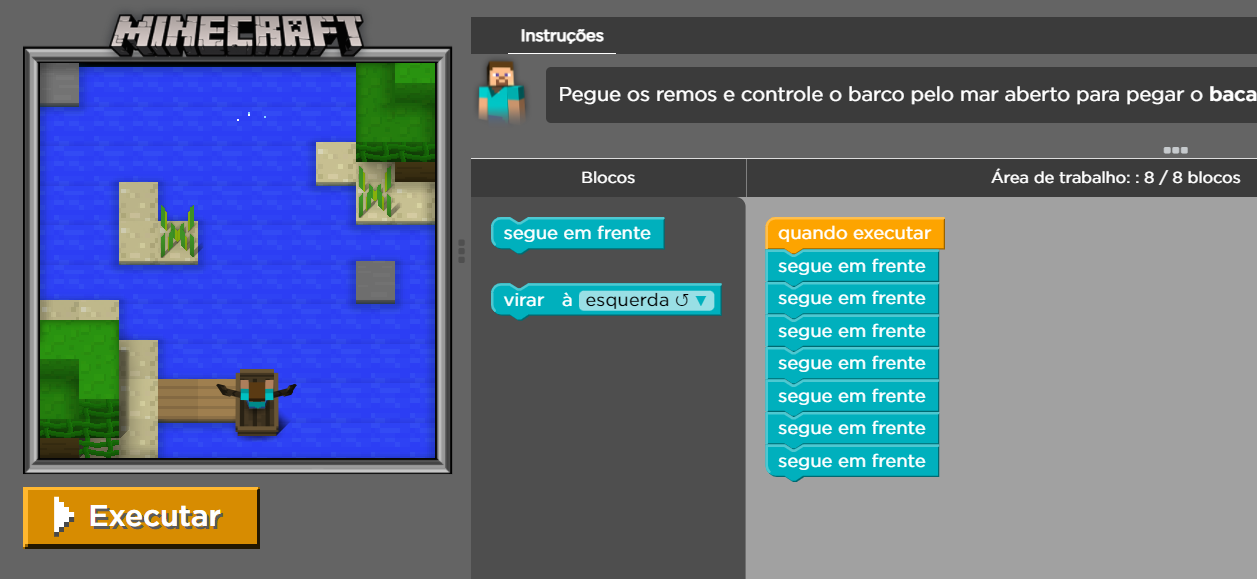 MINECRAFT
Instruções
Pegue os remos e controle o barco pelo mar aberto para pegar o baca
Blocos
Área de trabalho: : 8 / 8 blocos
segue em frente
virar à esquerda ↺ ▼
quando executar
segue em frente
segue em frente
segue em frente
segue em frente
segue em frente
segue em frente
segue em frente
Executar